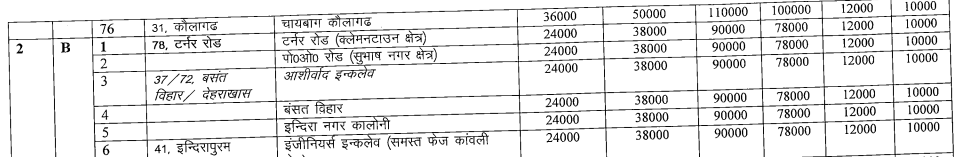 76 31, कौलागढ चायबाग कौलागढ 36000 50000 110000 100000 12000 10000
2 B 1 78, टर्नर रोड टर्नर रोड (क्लेमनटाउन क्षेत्र) 24000 38000 90000 78000 12000 10000
2 पो0ओ0 रोड (सुभाष नगर क्षेत्र) 24000 38000 90000 78000 12000 10000
3 37/72, बसंत आशीर्वाद इन्कलेव 24000 38000 90000 78000 12000 10000
विहार/ देहराखास
4 बंसत विहार 24000 38000 90000 78000 12000 10000
5 इन्दिरा नगर कालोनी 24000 38000 90000 78000 12000 10000
6 41, इन्दिरापुरम इंजीनियर्स इन्कलेव (समस्त फेज कांवली 24000 38000 90000 78000 12000 10000